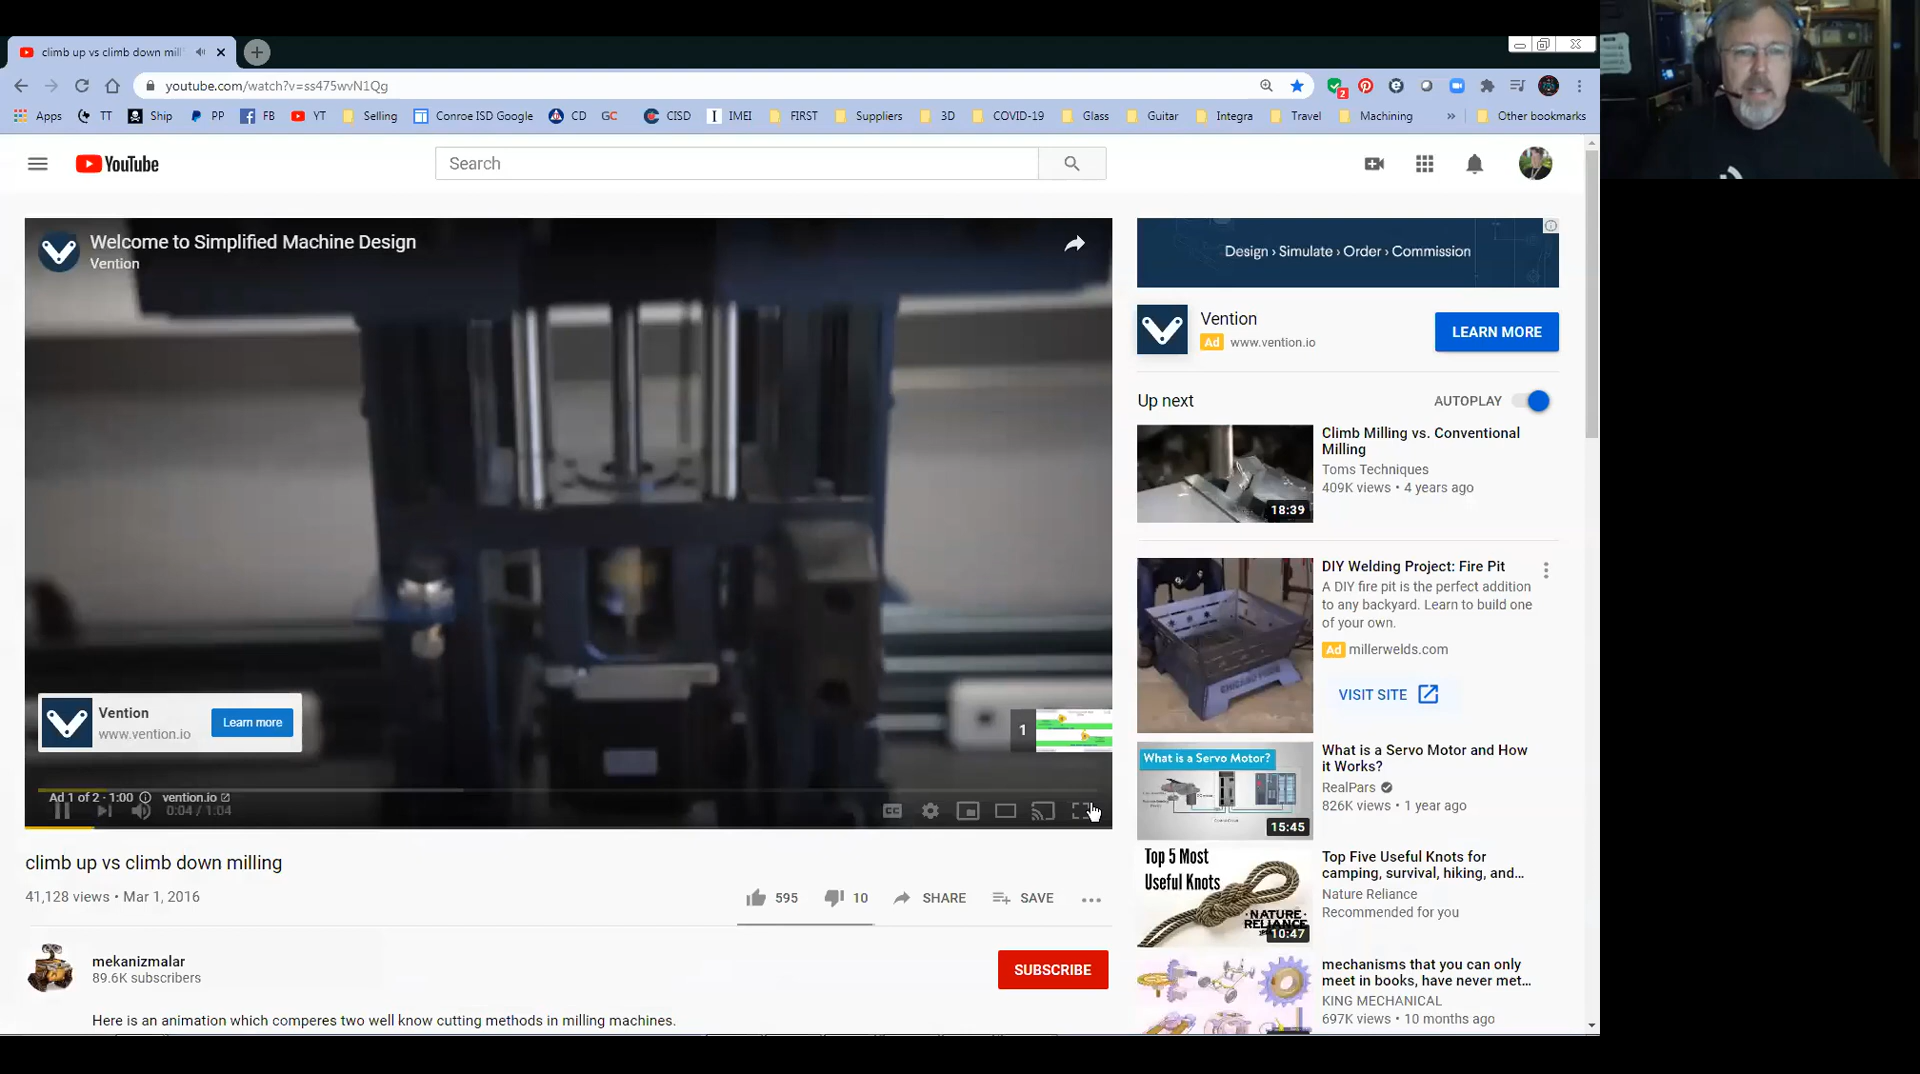 climb up vs climb down mill
youtube.com/watch?v=ss475wvN1Qg
2
Apps TT Ship PP FB YT Selling Conroe ISD Google CD GC CISD IMEI FIRST Suppliers 3D COVID-19 Glass Guitar Integra Travel Machining » Other bookmarks
YouTube
Search
Welcome to Simplified Machine Design
Vention
Vention
www.vention.io
Learn more
1
Ad 1 of 2 · 1:00 vention.io
0:04 / 1:04
CC
climb up vs climb down milling
41,128 views • Mar 1, 2016
595 10 SHARE SAVE
mekanizmalar
89.6K subscribers
SUBSCRIBE
Here is an animation which comperes two well know cutting methods in milling machines.
Design › Simulate › Order › Commission
Vention
Ad www.vention.io
LEARN MORE
Up next
AUTOPLAY
Climb Milling vs. Conventional
Milling
Toms Techniques
409K views • 4 years ago
18:39
DIY Welding Project: Fire Pit
A DIY fire pit is the perfect addition
to any backyard. Learn to build one
of your own.
Ad millerwelds.com
VISIT SITE
What is a Servo Motor?
15:45
What is a Servo Motor and How
it Works?
RealPars
826K views • 1 year ago
Top 5 Most
Useful Knots
NATURE
RELIANCE
10:47
Top Five Useful Knots for
camping, survival, hiking, and...
Nature Reliance
Recommended for you
mechanisms that you can only
meet in books, have never met...
KING MECHANICAL
697K views • 10 months ago